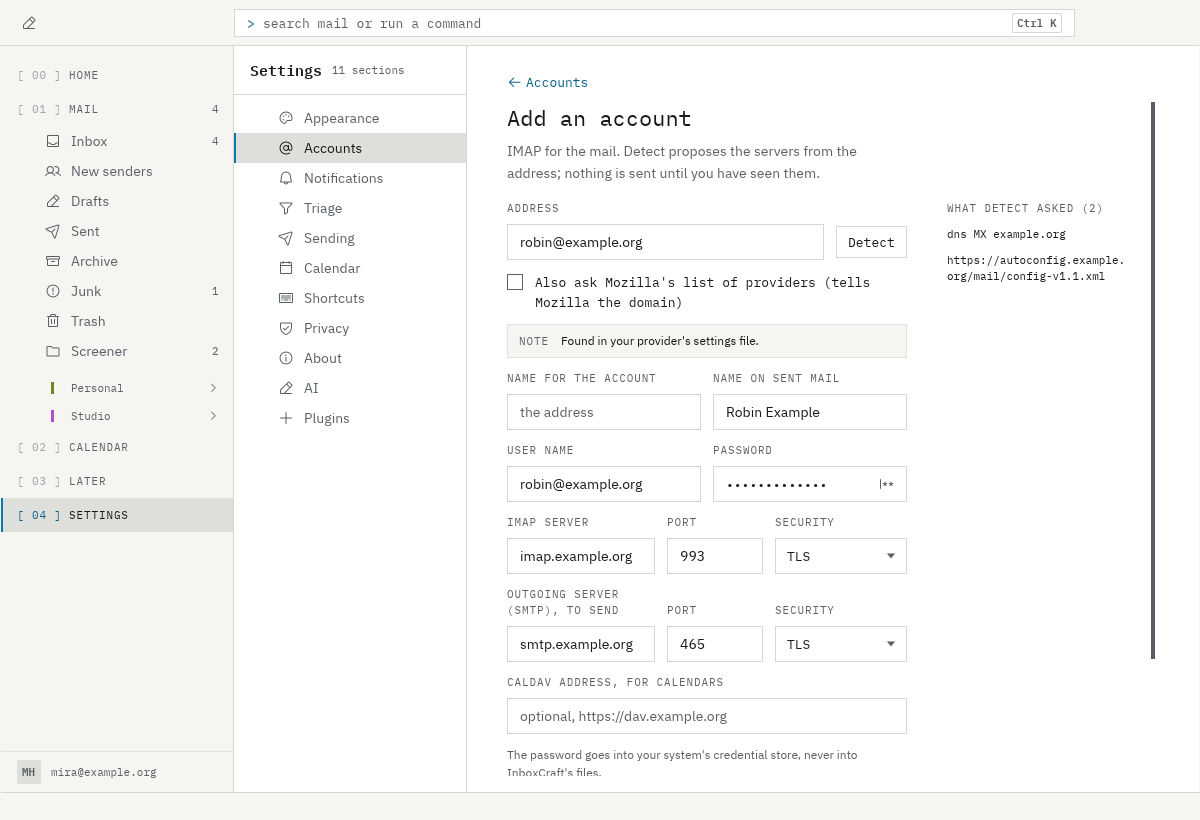 > search mail or run a command
Ctrl K
[ 00 ] HOME
[ 01 ] MAIL 4
Inbox 4
New senders
Drafts
Sent
Archive
Junk 1
Trash
Screener 2
Personal
Studio
[ 02 ] CALENDAR
[ 03 ] LATER
[ 04 ] SETTINGS
MH mira@example.org
Settings 11 sections
Appearance
Accounts
Notifications
Triage
Sending
Calendar
Shortcuts
Privacy
About
AI
Plugins
← Accounts
Add an account
IMAP for the mail. Detect proposes the servers from the
address; nothing is sent until you have seen them.
ADDRESS
robin@example.org
Detect
Also ask Mozilla's list of providers (tells
Mozilla the domain)
NOTE Found in your provider's settings file.
NAME FOR THE ACCOUNT NAME ON SENT MAIL
the address Robin Example
USER NAME PASSWORD
robin@example.org ••••••••••••• |**
IMAP SERVER PORT SECURITY
imap.example.org 993 TLS
OUTGOING SERVER
(SMTP), TO SEND PORT SECURITY
smtp.example.org 465 TLS
CALDAV ADDRESS, FOR CALENDARS
optional, https://dav.example.org
The password goes into your system's credential store, never into
InboxCraft's files.
WHAT DETECT ASKED (2)
dns MX example.org
https://autoconfig.example.
org/mail/config-v1.1.xml